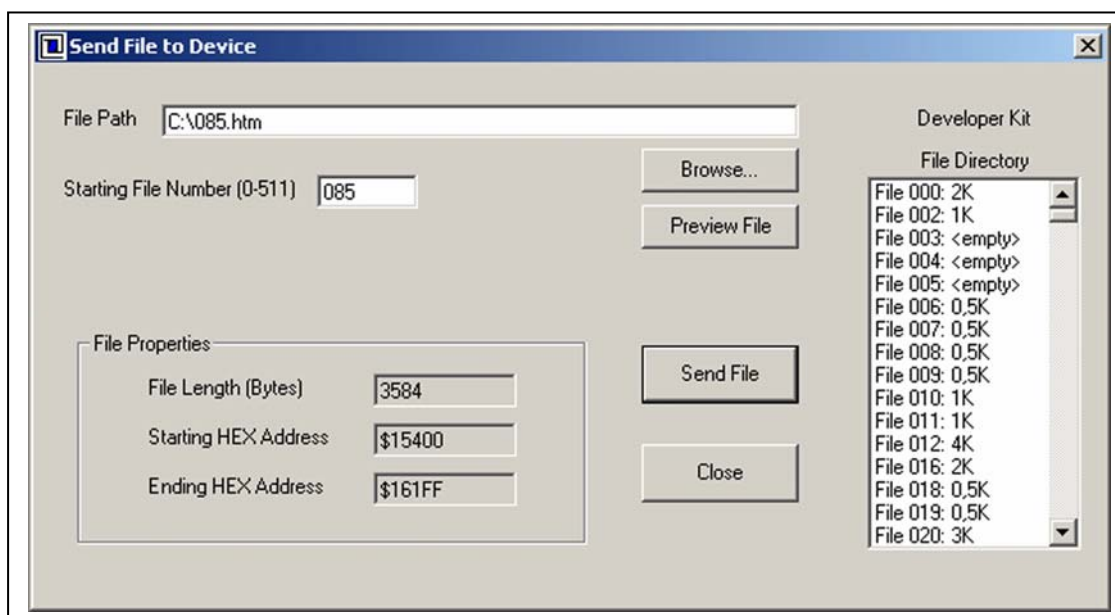 Send File to Device
File Path C:\085.htm
Starting File Number (0-511) 085
Browse...
Preview File
File Properties
File Length (Bytes) 3584
Starting HEX Address $15400
Ending HEX Address $161FF
Send File
Close
Developer Kit
File Directory
File 000: 2K
File 002: 1K
File 003: <empty>
File 004: <empty>
File 005: <empty>
File 006: 0,5K
File 007: 0,5K
File 008: 0,5K
File 009: 0,5K
File 010: 1K
File 011: 1K
File 012: 4K
File 016: 2K
File 018: 0,5K
File 019: 0,5K
File 020: 3K